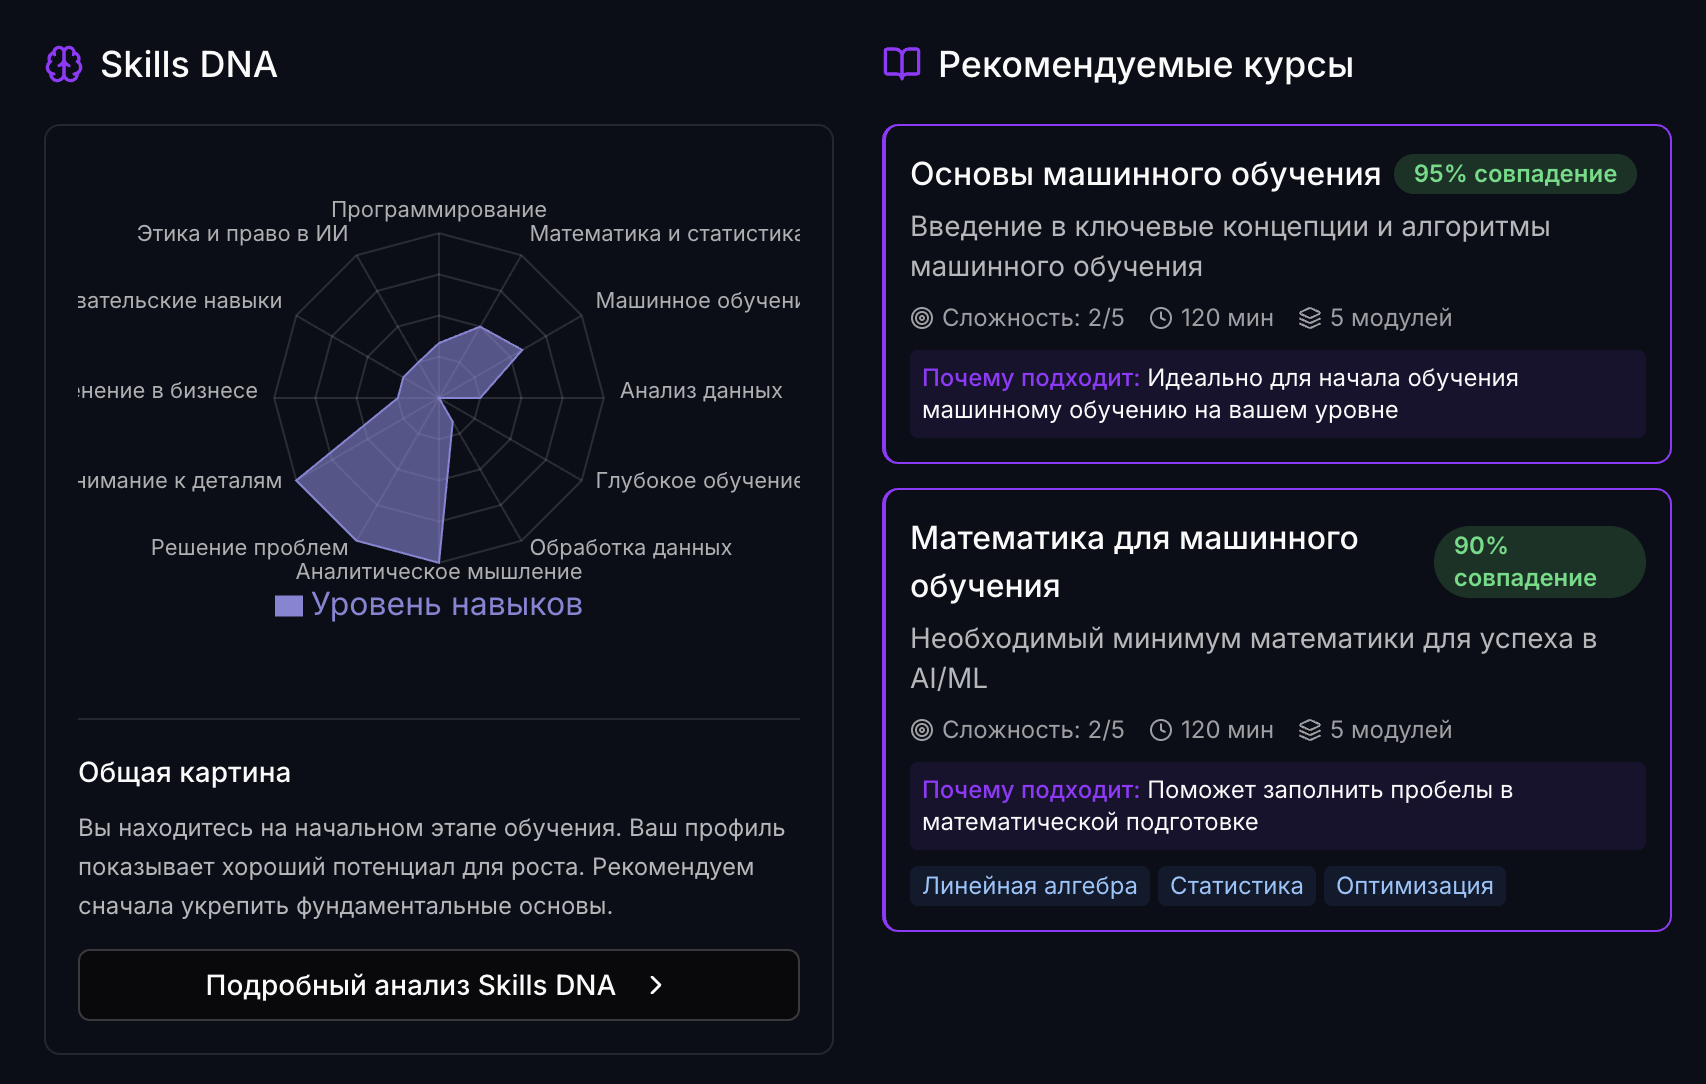 Skills DNA
Программирование
Этика и право в ИИ
Математика и статистика
вательские навыки
Машинное обучени
нение в бизнесе
Анализ данных
нимание к деталям
Глубокое обучение
Решение проблем
Обработка данных
Аналитическое мышление
Уровень навыков
Общая картина
Вы находитесь на начальном этапе обучения. Ваш профиль
показывает хороший потенциал для роста. Рекомендуем
сначала укрепить фундаментальные основы.
Подробный анализ Skills DNA
Рекомендуемые курсы
Основы машинного обучения
95% совпадение
Введение в ключевые концепции и алгоритмы
машинного обучения
Сложность: 2/5 120 мин 5 модулей
Почему подходит: Идеально для начала обучения
машинному обучению на вашем уровне
Математика для машинного
обучения
90%
совпадение
Необходимый минимум математики для успеха в
AI/ML
Сложность: 2/5 120 мин 5 модулей
Почему подходит: Поможет заполнить пробелы в
математической подготовке
Линейная алгебра Статистика Оптимизация